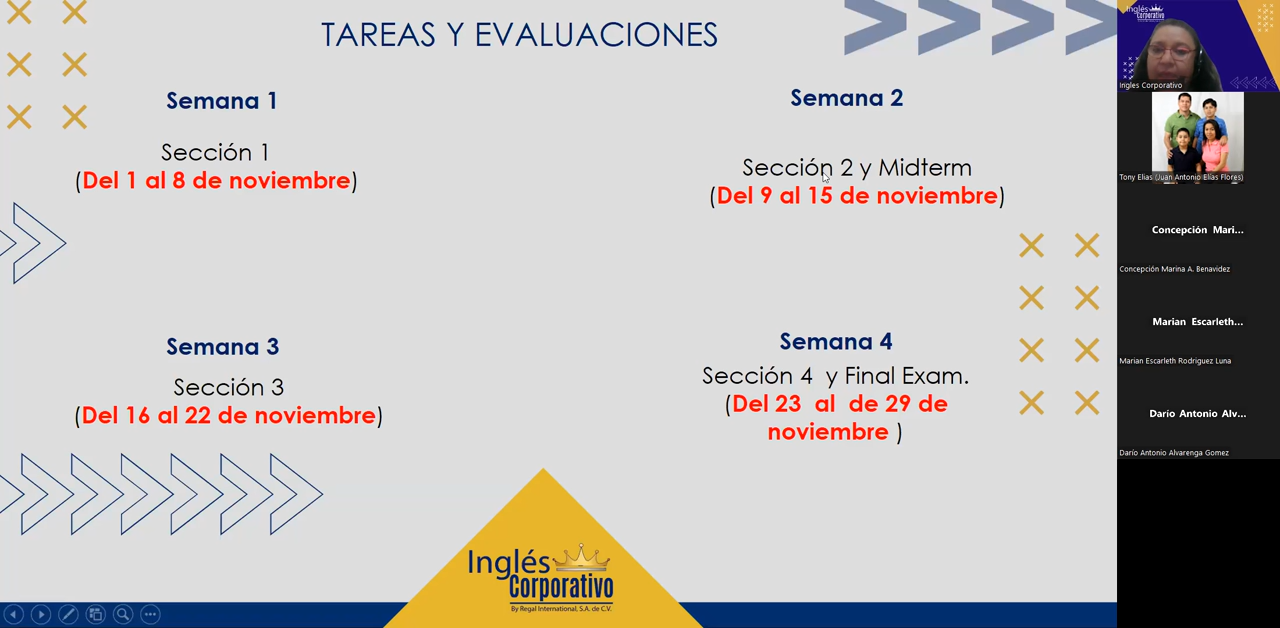 TAREAS Y EVALUACIONES
Semana 1
Sección 1
(Del 1 al 8 de noviembre)
Semana 2
Sección 2 y Midterm
(Del 9 al 15 de noviembre)
Semana 3
Sección 3
(Del 16 al 22 de noviembre)
Semana 4
Sección 4 y Final Exam.
(Del 23 al de 29 de
noviembre )
Inglés
Corporativo
By Regal International, S.A. de C.V.
Inglés
Corporativo
Ingles Corporativo
Tony Elias (Juan Antonio Elias Flores)
Concepción Mari...
Concepción Marina A. Benavidez
Marian Escarleth...
Marian Escarleth Rodriguez Luna
Darío Antonio Alv...
Darío Antonio Alvarenga Gomez